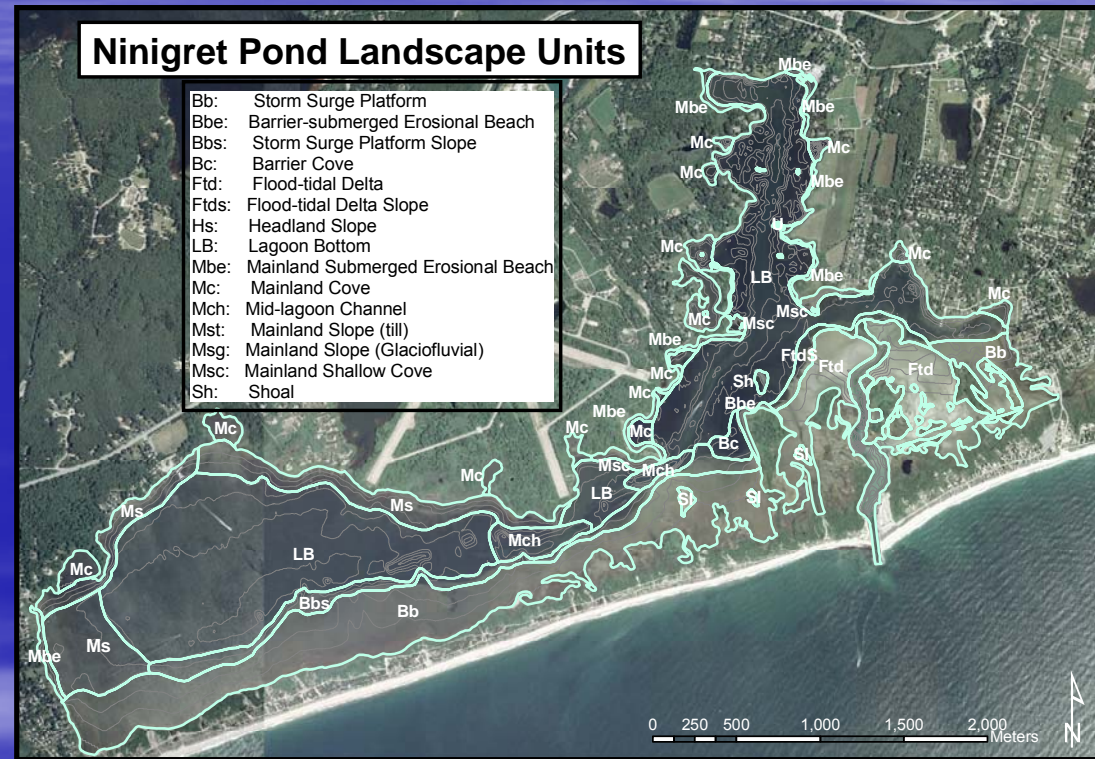 Ninigret Pond Landscape Units
Bb: Storm Surge Platform
Bbe: Barrier-submerged Erosional Beach
Bbs: Storm Surge Platform Slope
Bc: Barrier Cove
Ftd: Flood-tidal Delta
Ftds: Flood-tidal Delta Slope
Hs: Headland Slope
LB: Lagoon Bottom
Mbe: Mainland Submerged Erosional Beach
Mc: Mainland Cove
Mch: Mid-lagoon Channel
Mst: Mainland Slope (till)
Msg: Mainland Slope (Glaciofluvial)
Msc: Mainland Shallow Cove
Sh: Shoal
Mbe
Mbe
Mbe
Mc
Mc
Mc
Mbe
Mc
Mc
LB
Mbe
Mc
Msc
Mc
Msc
Mbe
FtdS
Ftd
Ftd
Bb
Mc
Sh
Mc
Bbe
Mbe
Mc
Mc
Mc
Bc
Msc
Mch
Mc
LB
Ms
Ms
LB
Mch
Mc
Bbs
Bb
Ms
Mbe
0 250 500 1,000 1,500 2,000
Meters
N